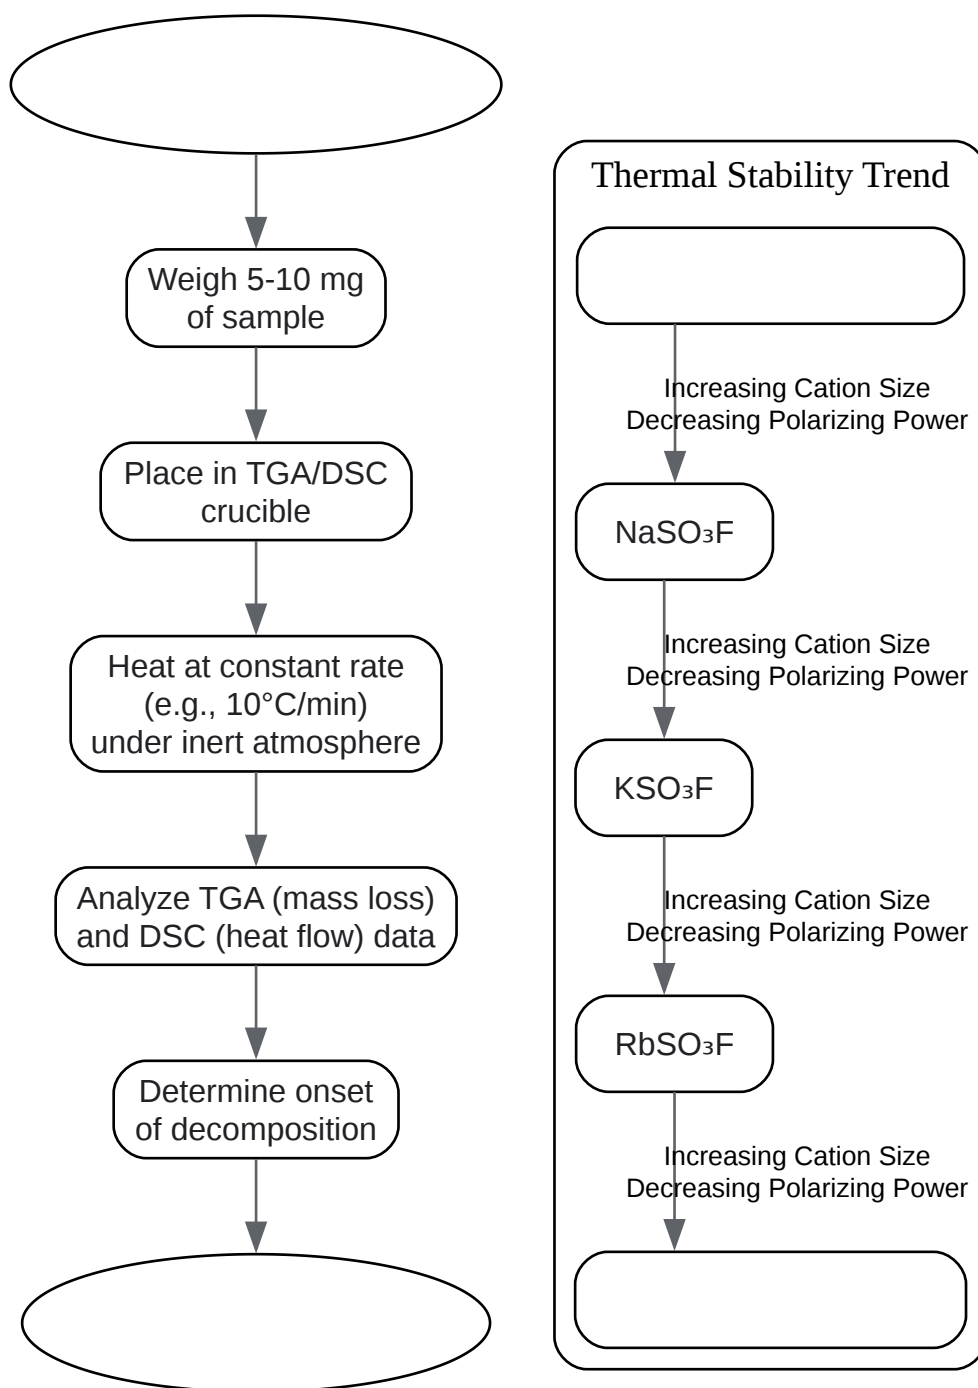 Weigh 5-10 mg
of sample
Place in TGA/DSC
crucible
Heat at constant rate
(e.g., 10°C/min)
under inert atmosphere
Analyze TGA (mass loss)
and DSC (heat flow) data
Determine onset
of decomposition
Thermal Stability Trend
Increasing Cation Size
Decreasing Polarizing Power
NaSO₃F
Increasing Cation Size
Decreasing Polarizing Power
KSO₃F
Increasing Cation Size
Decreasing Polarizing Power
RbSO₃F
Increasing Cation Size
Decreasing Polarizing Power